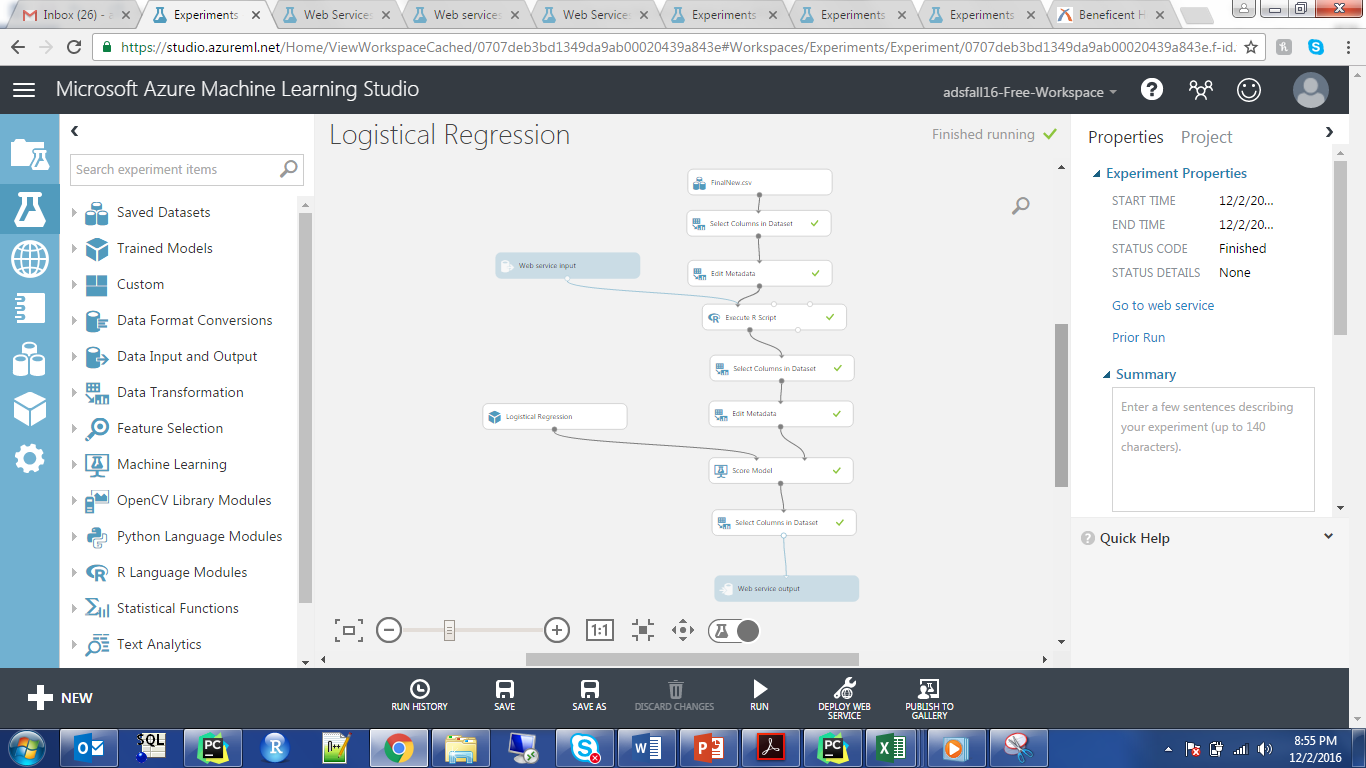 Inbox (26) - a
Experiments
Web Services
Web services
Web Service
Experiments
Experiments
Experiments
Beneficent H
https://studio.azureml.net/Home/ViewWorkspaceCached/0707deb3bd1349da9ab00020439a843e#Workspaces/Experiments/Experiment/0707deb3bd1349da9ab00020439a843e.f-id.
Microsoft Azure Machine Learning Studio
adsfall16-Free-Workspace
Search experiment items
Saved Datasets
Trained Models
Custom
Data Format Conversions
Data Input and Output
Data Transformation
Feature Selection
Machine Learning
OpenCV Library Modules
Python Language Modules
R Language Modules
Statistical Functions
Text Analytics
Logistical Regression
Finished running
FinalNew.csv
Select Columns in Dataset
Web service input
Edit Metadata
Execute R Script
Select Columns in Dataset
Logistical Regression
Edit Metadata
Score Model
Select Columns in Dataset
Web service output
1:1
Properties
Project
Experiment Properties
START TIME 12/2/20...
END TIME 12/2/20...
STATUS CODE Finished
STATUS DETAILS None
Go to web service
Prior Run
Summary
Enter a few sentences describing
your experiment (up to 140
characters).
Quick Help
NEW
RUN HISTORY
SAVE
SAVE AS
DISCARD CHANGES
RUN
DEPLOY WEB
SERVICE
PUBLISH TO
GALLERY
SQL
PC
R
PC
8:55 PM
12/2/2016